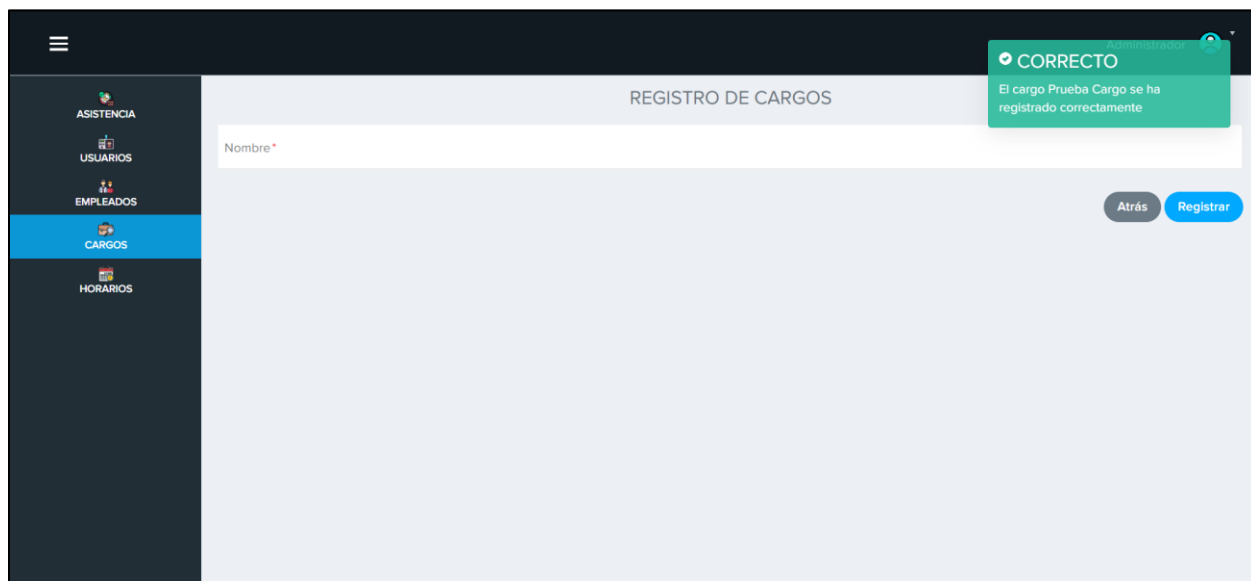 Administrador
CORRECTO
El cargo Prueba Cargo se ha
registrado correctamente
ASISTENCIA
USUARIOS
EMPLEADOS
CARGOS
HORARIOS
REGISTRO DE CARGOS
Nombre*
Atrás Registrar